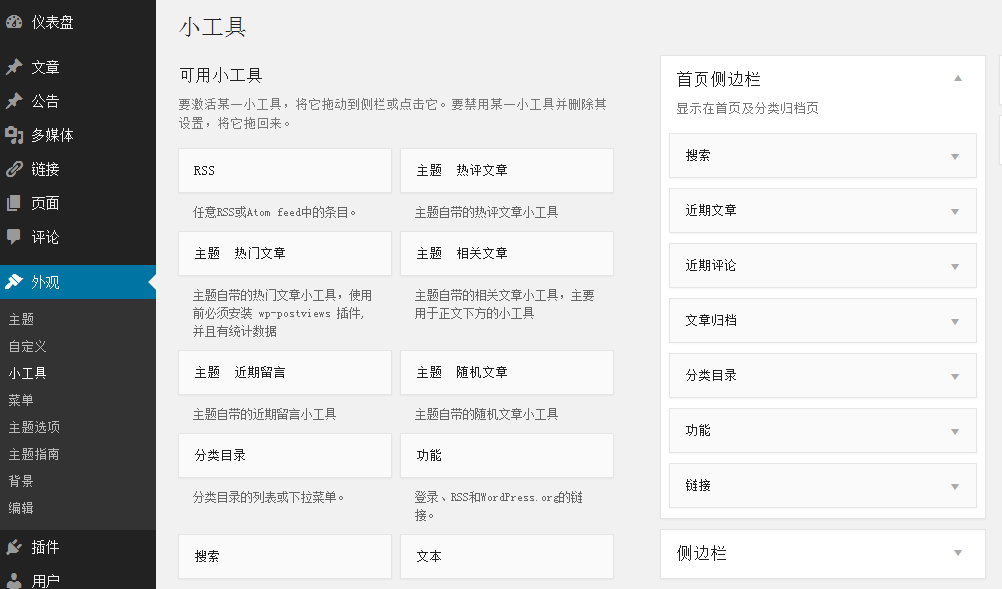 仪表盘
文章
公告
多媒体
链接
页面
评论
外观
主题
自定义
小工具
菜单
主题选项
主题指南
背景
编辑
插件
用户
小工具
可用小工具
要激活某一小工具，将它拖动到侧栏或点击它。要禁用某一小工具并删除其
设置，将它拖回来。
RSS
任意RSS或Atom feed中的条目。
主题 热评文章
主题自带的热评文章小工具
主题 热门文章
主题自带的热门文章小工具，使用
前必须安装 wp-postviews 插件,
并且有统计数据
主题 相关文章
主题自带的相关文章小工具，主要
用于正文下方的小工具
主题 近期留言
主题自带的近期留言小工具
主题 随机文章
主题自带的随机文章小工具
分类目录
分类目录的列表或下拉菜单。
功能
登录、RSS和WordPress.org的链
接。
搜索
文本
首页侧边栏
显示在首页及分类归档页
搜索
近期文章
近期评论
文章归档
分类目录
功能
链接
侧边栏